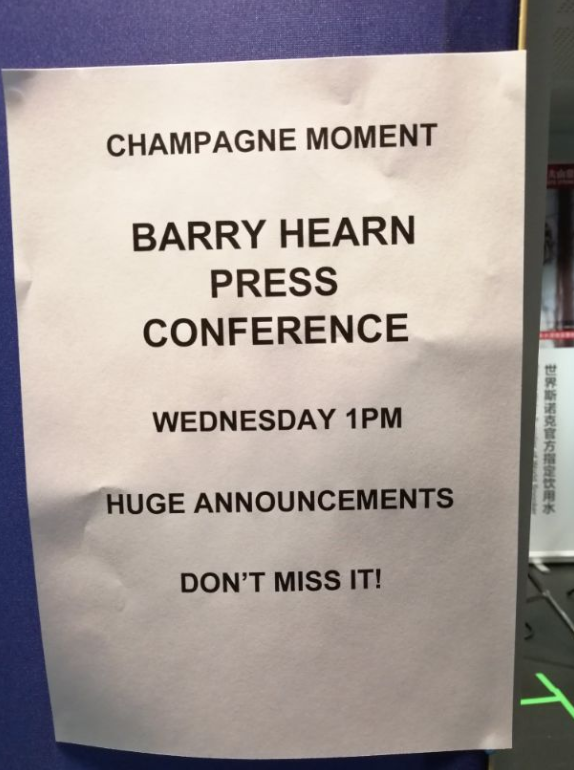 CHAMPAGNE MOMENT
BARRY HEARN
PRESS
CONFERENCE
WEDNESDAY 1PM
HUGE ANNOUNCEMENTS
DON'T MISS IT!
世界斯诺克官方指定饮用水